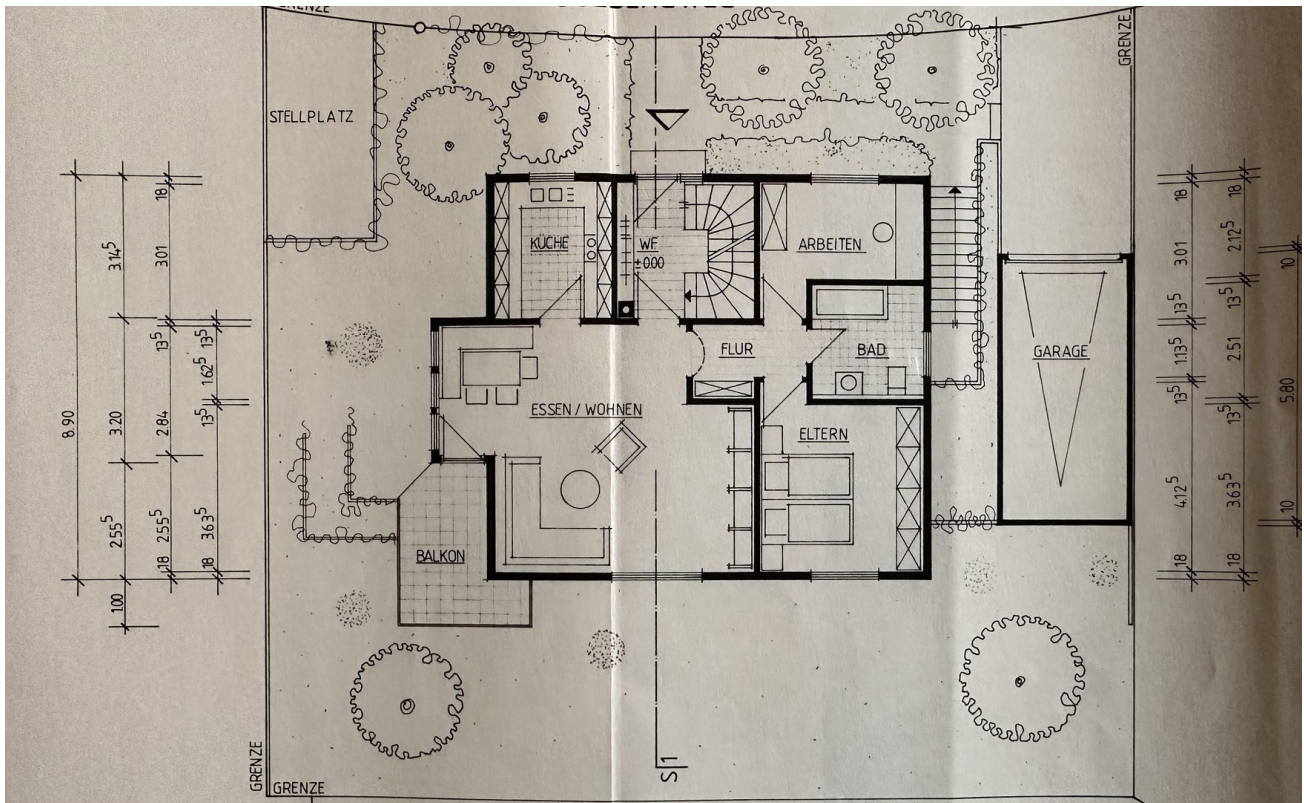 GRENZE
GRENZE
STELLPLATZ
KÜCHE
WF.
±0.00
ARBEITEN
FLUR
BAD
GARAGE
ESSEN / WOHNEN
ELTERN
BALKON
S|1
GRENZE
GRENZE
8.90
3.14⁵
3.20
2.55⁵
1.00
18
3.01
13⁵
2.84
2.55⁵
18
13⁵
1.62⁵
13⁵
3.63⁵
18
18
3.01
13⁵
1.13⁵
13⁵
4.12⁵
18
18
2.12⁵
13⁵
2.51
13⁵
3.63⁵
18
10
5.80
10